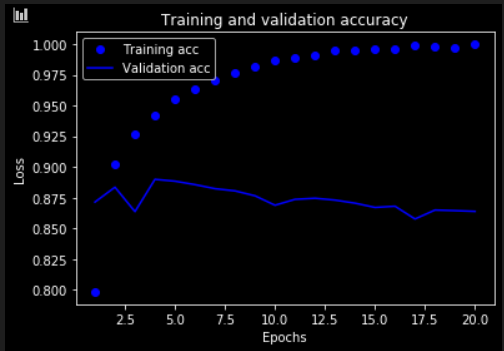 Training and validation accuracy
Training acc
Validation acc
1.000
0.975
0.950
0.925
0.900
0.875
0.850
0.825
0.800
Loss
2.5 5.0 7.5 10.0 12.5 15.0 17.5 20.0
Epochs